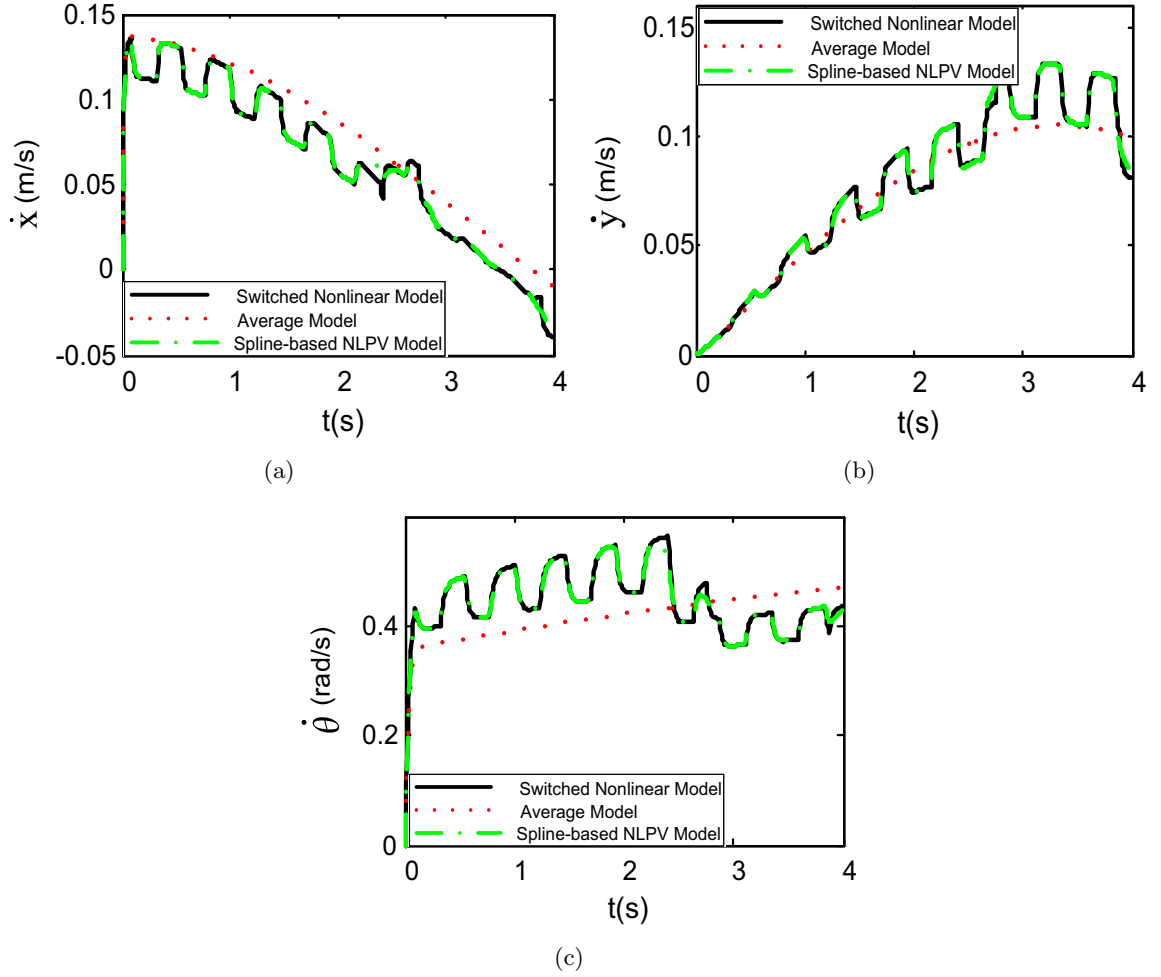 0.15
0.1
0.05
0
-0.05
ẋ (m/s)
Switched Nonlinear Model
Average Model
Spline-based NLPV Model
0 1 2 3 4
t(s)
(a)
0.15
0.1
0.05
0
ẏ (m/s)
Switched Nonlinear Model
Average Model
Spline-based NLPV Model
0 1 2 3 4
t(s)
(b)
0.4
0.2
0
θ̇ (rad/s)
Switched Nonlinear Model
Average Model
Spline-based NLPV Model
0 1 2 3 4
t(s)
(c)